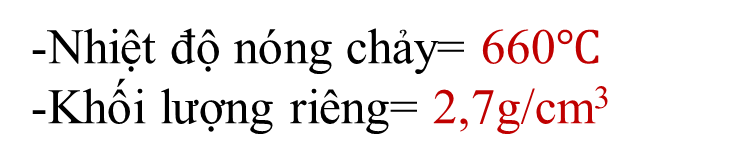 -Nhiệt độ nóng chảy= 660°C
-Khối lượng riêng= 2,7g/cm³